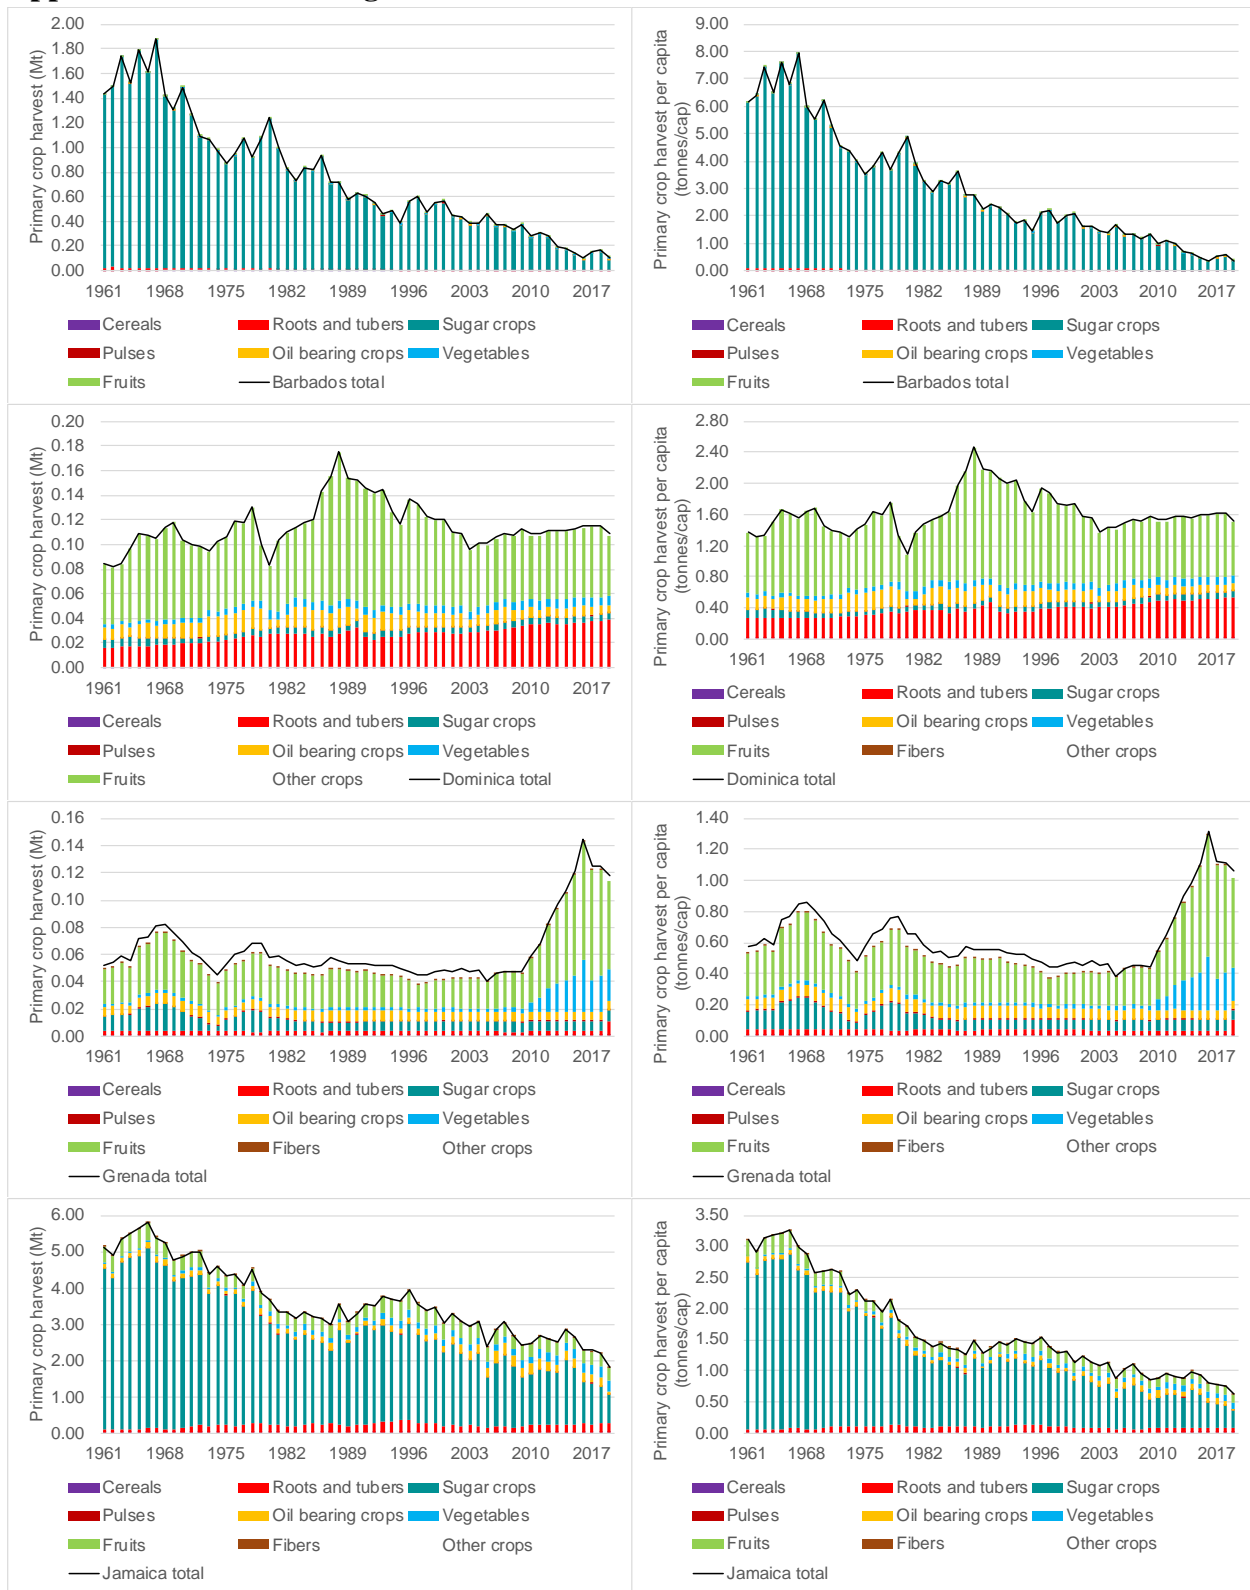 Primary crop harvest (Mt)
2.00
1.80
1.60
1.40
1.20
1.00
0.80
0.60
0.40
0.20
0.00
1961 1968 1975 1982 1989 1996 2003 2010 2017
Cereals Roots and tubers Sugar crops
Pulses Oil bearing crops Vegetables
Fruits Barbados total
Primary crop harvest per capita
(tonnes/cap)
9.00
8.00
7.00
6.00
5.00
4.00
3.00
2.00
1.00
0.00
1961 1968 1975 1982 1989 1996 2003 2010 2017
Cereals Roots and tubers Sugar crops
Pulses Oil bearing crops Vegetables
Fruits Barbados total
Primary crop harvest (Mt)
0.20
0.18
0.16
0.14
0.12
0.10
0.08
0.06
0.04
0.02
0.00
1961 1968 1975 1982 1989 1996 2003 2010 2017
Cereals Roots and tubers Sugar crops
Pulses Oil bearing crops Vegetables
Fruits Other crops Dominica total
Primary crop harvest per capita
(tonnes/cap)
2.80
2.40
2.00
1.60
1.20
0.80
0.40
0.00
1961 1968 1975 1982 1989 1996 2003 2010 2017
Cereals Roots and tubers Sugar crops
Pulses Oil bearing crops Vegetables
Fruits Fibers Other crops
Dominica total
Primary crop harvest (Mt)
0.16
0.14
0.12
0.10
0.08
0.06
0.04
0.02
0.00
1961 1968 1975 1982 1989 1996 2003 2010 2017
Cereals Roots and tubers Sugar crops
Pulses Oil bearing crops Vegetables
Fruits Fibers Other crops
Grenada total
Primary crop harvest per capita
(tonnes/cap)
1.40
1.20
1.00
0.80
0.60
0.40
0.20
0.00
1961 1968 1975 1982 1989 1996 2003 2010 2017
Cereals Roots and tubers Sugar crops
Pulses Oil bearing crops Vegetables
Fruits Fibers Other crops
Grenada total
Primary crop harvest (Mt)
6.00
5.00
4.00
3.00
2.00
1.00
0.00
1961 1968 1975 1982 1989 1996 2003 2010 2017
Cereals Roots and tubers Sugar crops
Pulses Oil bearing crops Vegetables
Fruits Fibers Other crops
Jamaica total
Primary crop harvest per capita
(tonnes/cap)
3.50
3.00
2.50
2.00
1.50
1.00
0.50
0.00
1961 1968 1975 1982 1989 1996 2003 2010 2017
Cereals Roots and tubers Sugar crops
Pulses Oil bearing crops Vegetables
Fruits Fibers Other crops
Jamaica total